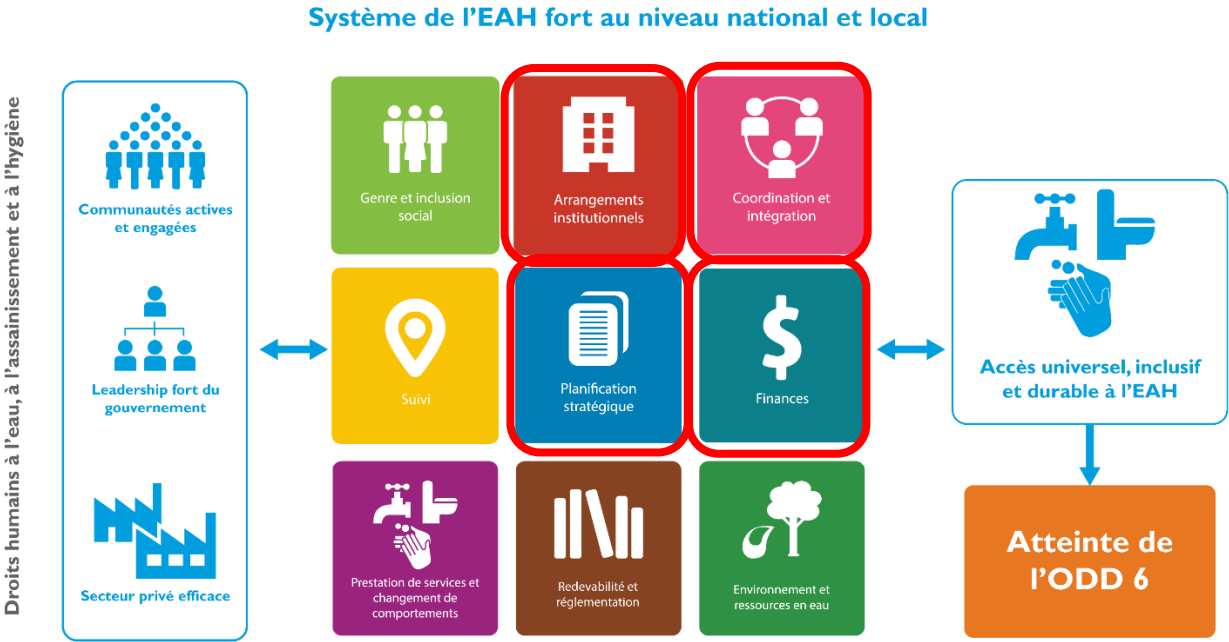 Système de l'EAH fort au niveau national et local
Droits humains à l'eau, à l'assainissement et à l'hygiène
Communautés actives
et engagées
Leadership fort du
gouvernement
Secteur privé efficace
Genre et inclusion
social
Arrangements
institutionnels
Coordination et
intégration
Suivi
Planification
stratégique
Finances
Prestation de services et
changement de
comportements
Redevabilité et
réglementation
Environnement et
ressources en eau
Accès universel, inclusif
et durable à l'EAH
Atteinte de
l'ODD 6